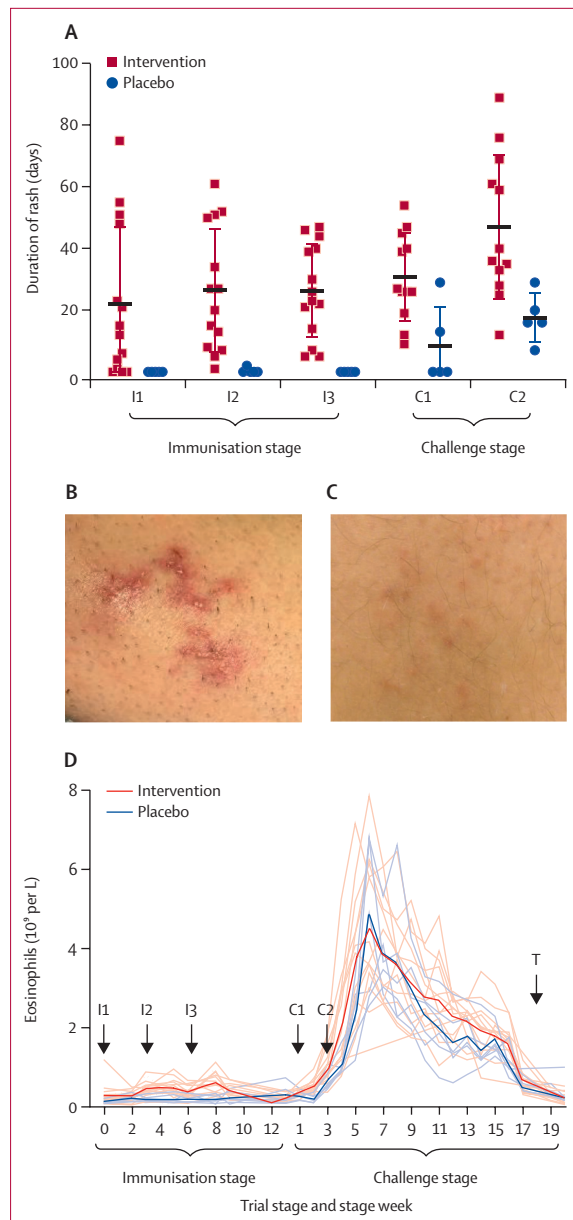 A
Intervention
Placebo
100
80
60
40
20
0
Duration of rash (days)
I1 I2 I3 C1 C2
Immunisation stage Challenge stage
B C
D
Intervention
Placebo
8
6
4
2
0
Eosinophils (10⁹ per L)
I1 I2 I3 C1 C2 T
0 2 4 6 8 10 12 1 3 5 7 9 11 13 15 17 19
Immunisation stage Challenge stage
Trial stage and stage week